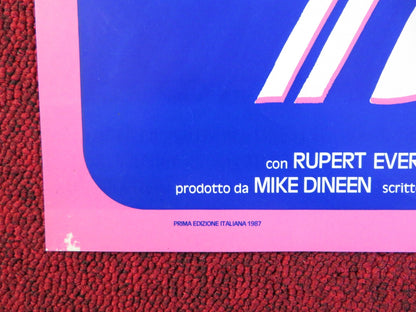 con RUPERT EVER
prodotto da MIKE DINEEN scritt
PRIMA EDIZIONE ITALIANA 1987